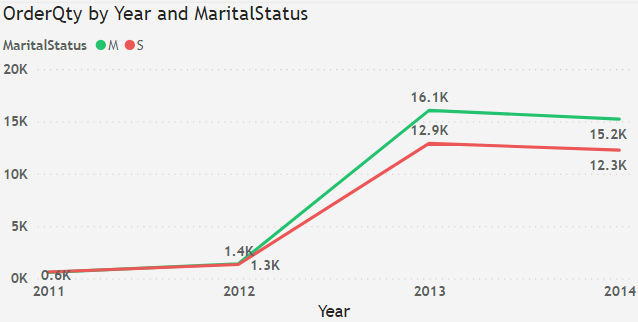 OrderQty by Year and MaritalStatus
MaritalStatus M S
20K
16.1K
15K
12.9K
15.2K
12.3K
10K
5K
1.4K
1.3K
0K
0.6K
2011 2012 2013 2014
Year